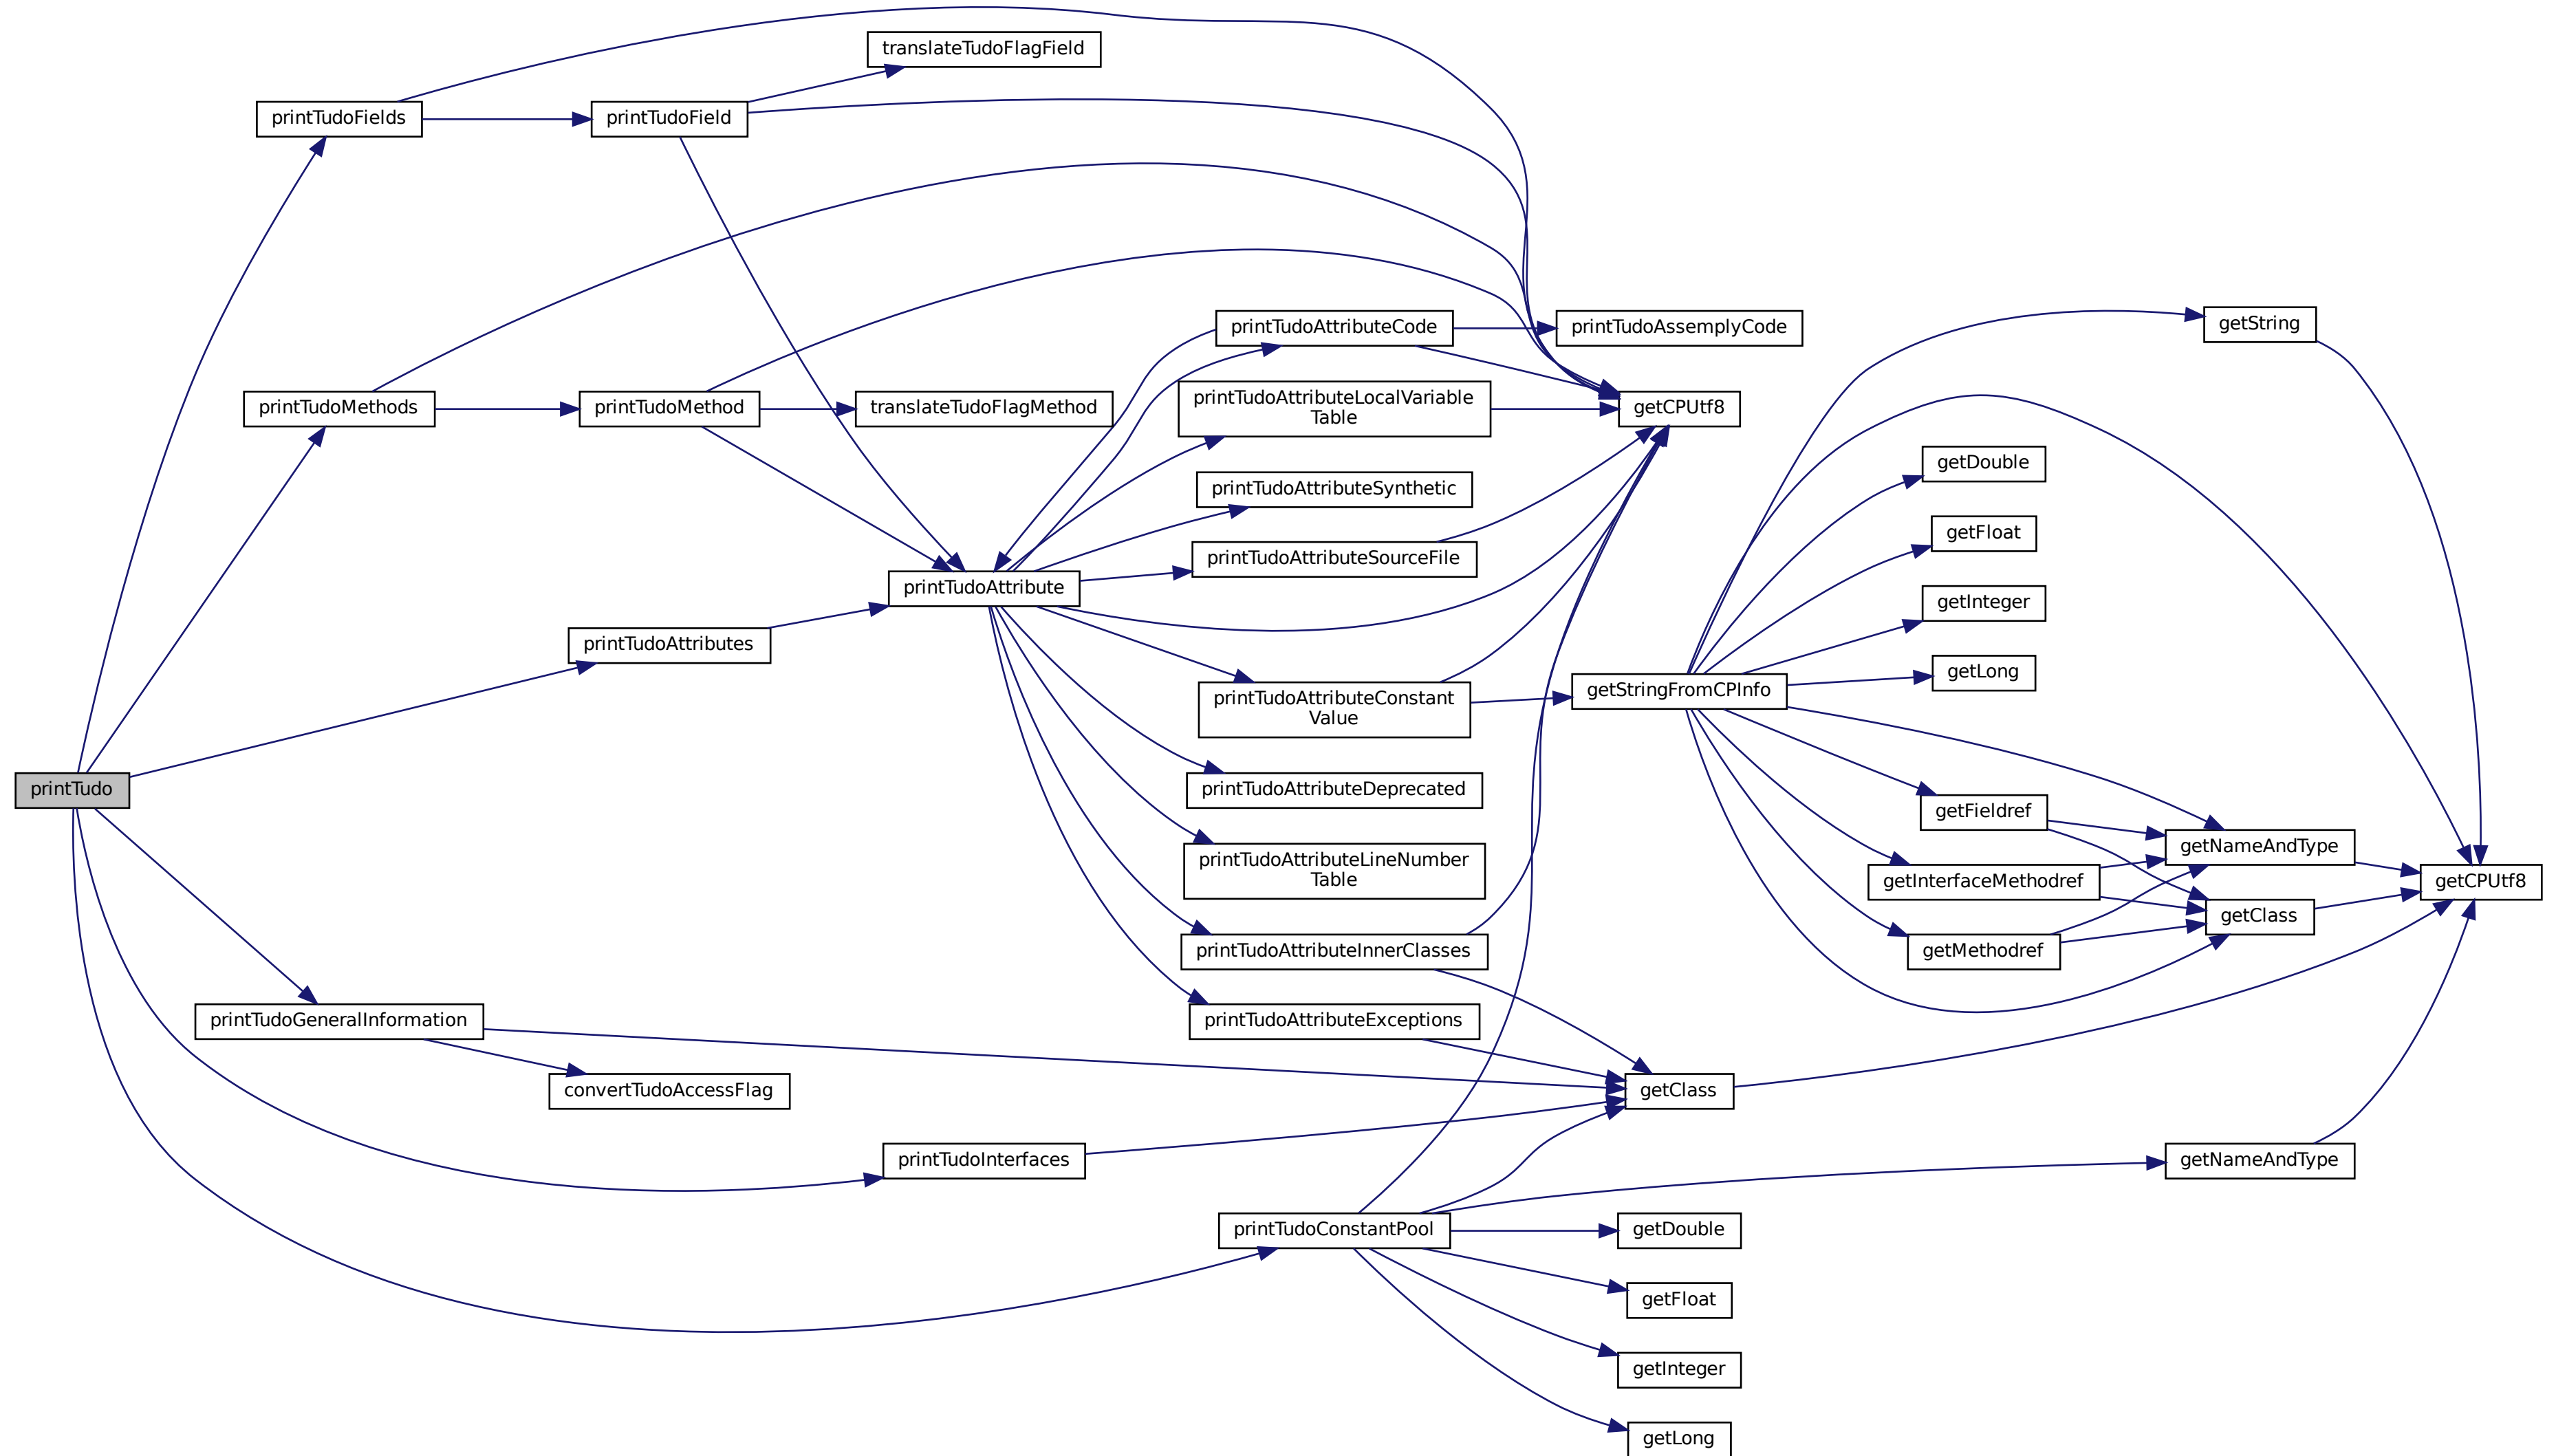 translateTudoFlagField
printTudoFields
printTudoField
printTudoAttributeCode
printTudoAssemplyCode
getString
printTudoMethods
printTudoMethod
translateTudoFlagMethod
printTudoAttributeLocalVariable
Table
getCPUtf8
getDouble
printTudoAttributeSynthetic
getFloat
printTudoAttributeSourceFile
printTudoAttribute
getInteger
printTudoAttributes
getLong
printTudoAttributeConstant
Value
getStringFromCPInfo
printTudo
printTudoAttributeDeprecated
getFieldref
getNameAndType
printTudoAttributeLineNumber
Table
getInterfaceMethodref
getCPUtf8
getClass
printTudoAttributeInnerClasses
getMethodref
printTudoGeneralInformation
printTudoAttributeExceptions
convertTudoAccessFlag
getClass
printTudoInterfaces
getNameAndType
printTudoConstantPool
getDouble
getFloat
getInteger
getLong